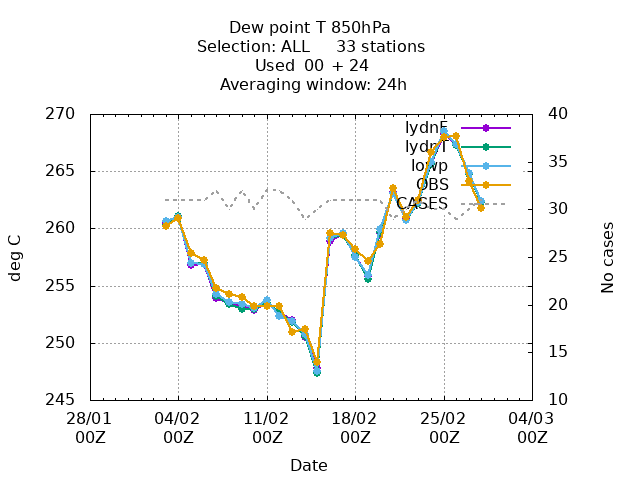 Dew point T 850hPa
Selection: ALL 33 stations
Used 00 + 24
Averaging window: 24h
270
265
260
255
250
245
deg C
40
35
30
25
20
15
10
No cases
lydnF
lydnT
lowp
OBS
CASES
28/01 04/02 11/02 18/02 25/02 04/03
00Z 00Z 00Z 00Z 00Z 00Z
Date